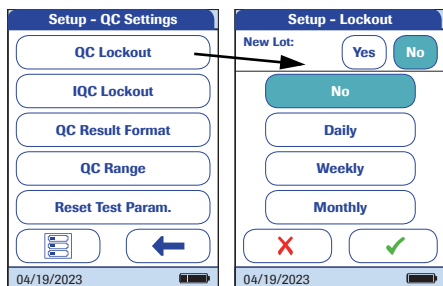 Setup - QC Settings
QC Lockout
IQC Lockout
QC Result Format
QC Range
Reset Test Param.
04/19/2023
Setup - Lockout
New Lot:
Yes
No
No
Daily
Weekly
Monthly
04/19/2023